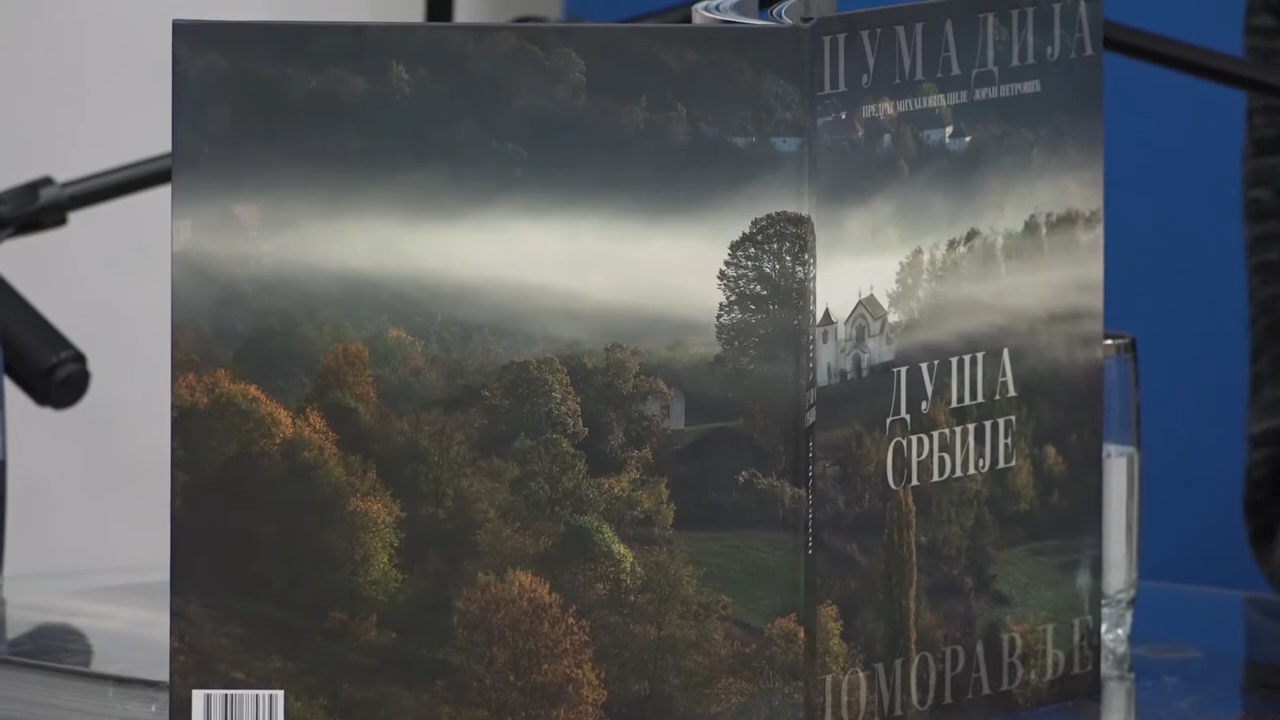 ШУМАДИЈА
ПРЕДРАГ МИХАЈЛОВИЋ ЦИЛЕ ЗОРАН ПЕТРОВИЋ
ДУША
СРБИЈЕ
ПОМОРАВЉЕ